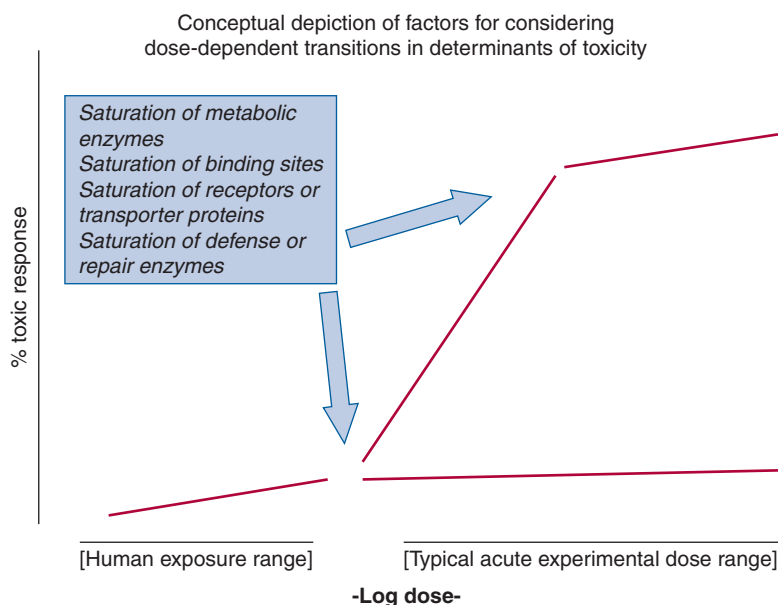 Conceptual depiction of factors for considering
dose-dependent transitions in determinants of toxicity
Saturation of metabolic
enzymes
Saturation of binding sites
Saturation of receptors or
transporter proteins
Saturation of defense or
repair enzymes
% toxic response
[Human exposure range]
[Typical acute experimental dose range]
-Log dose-